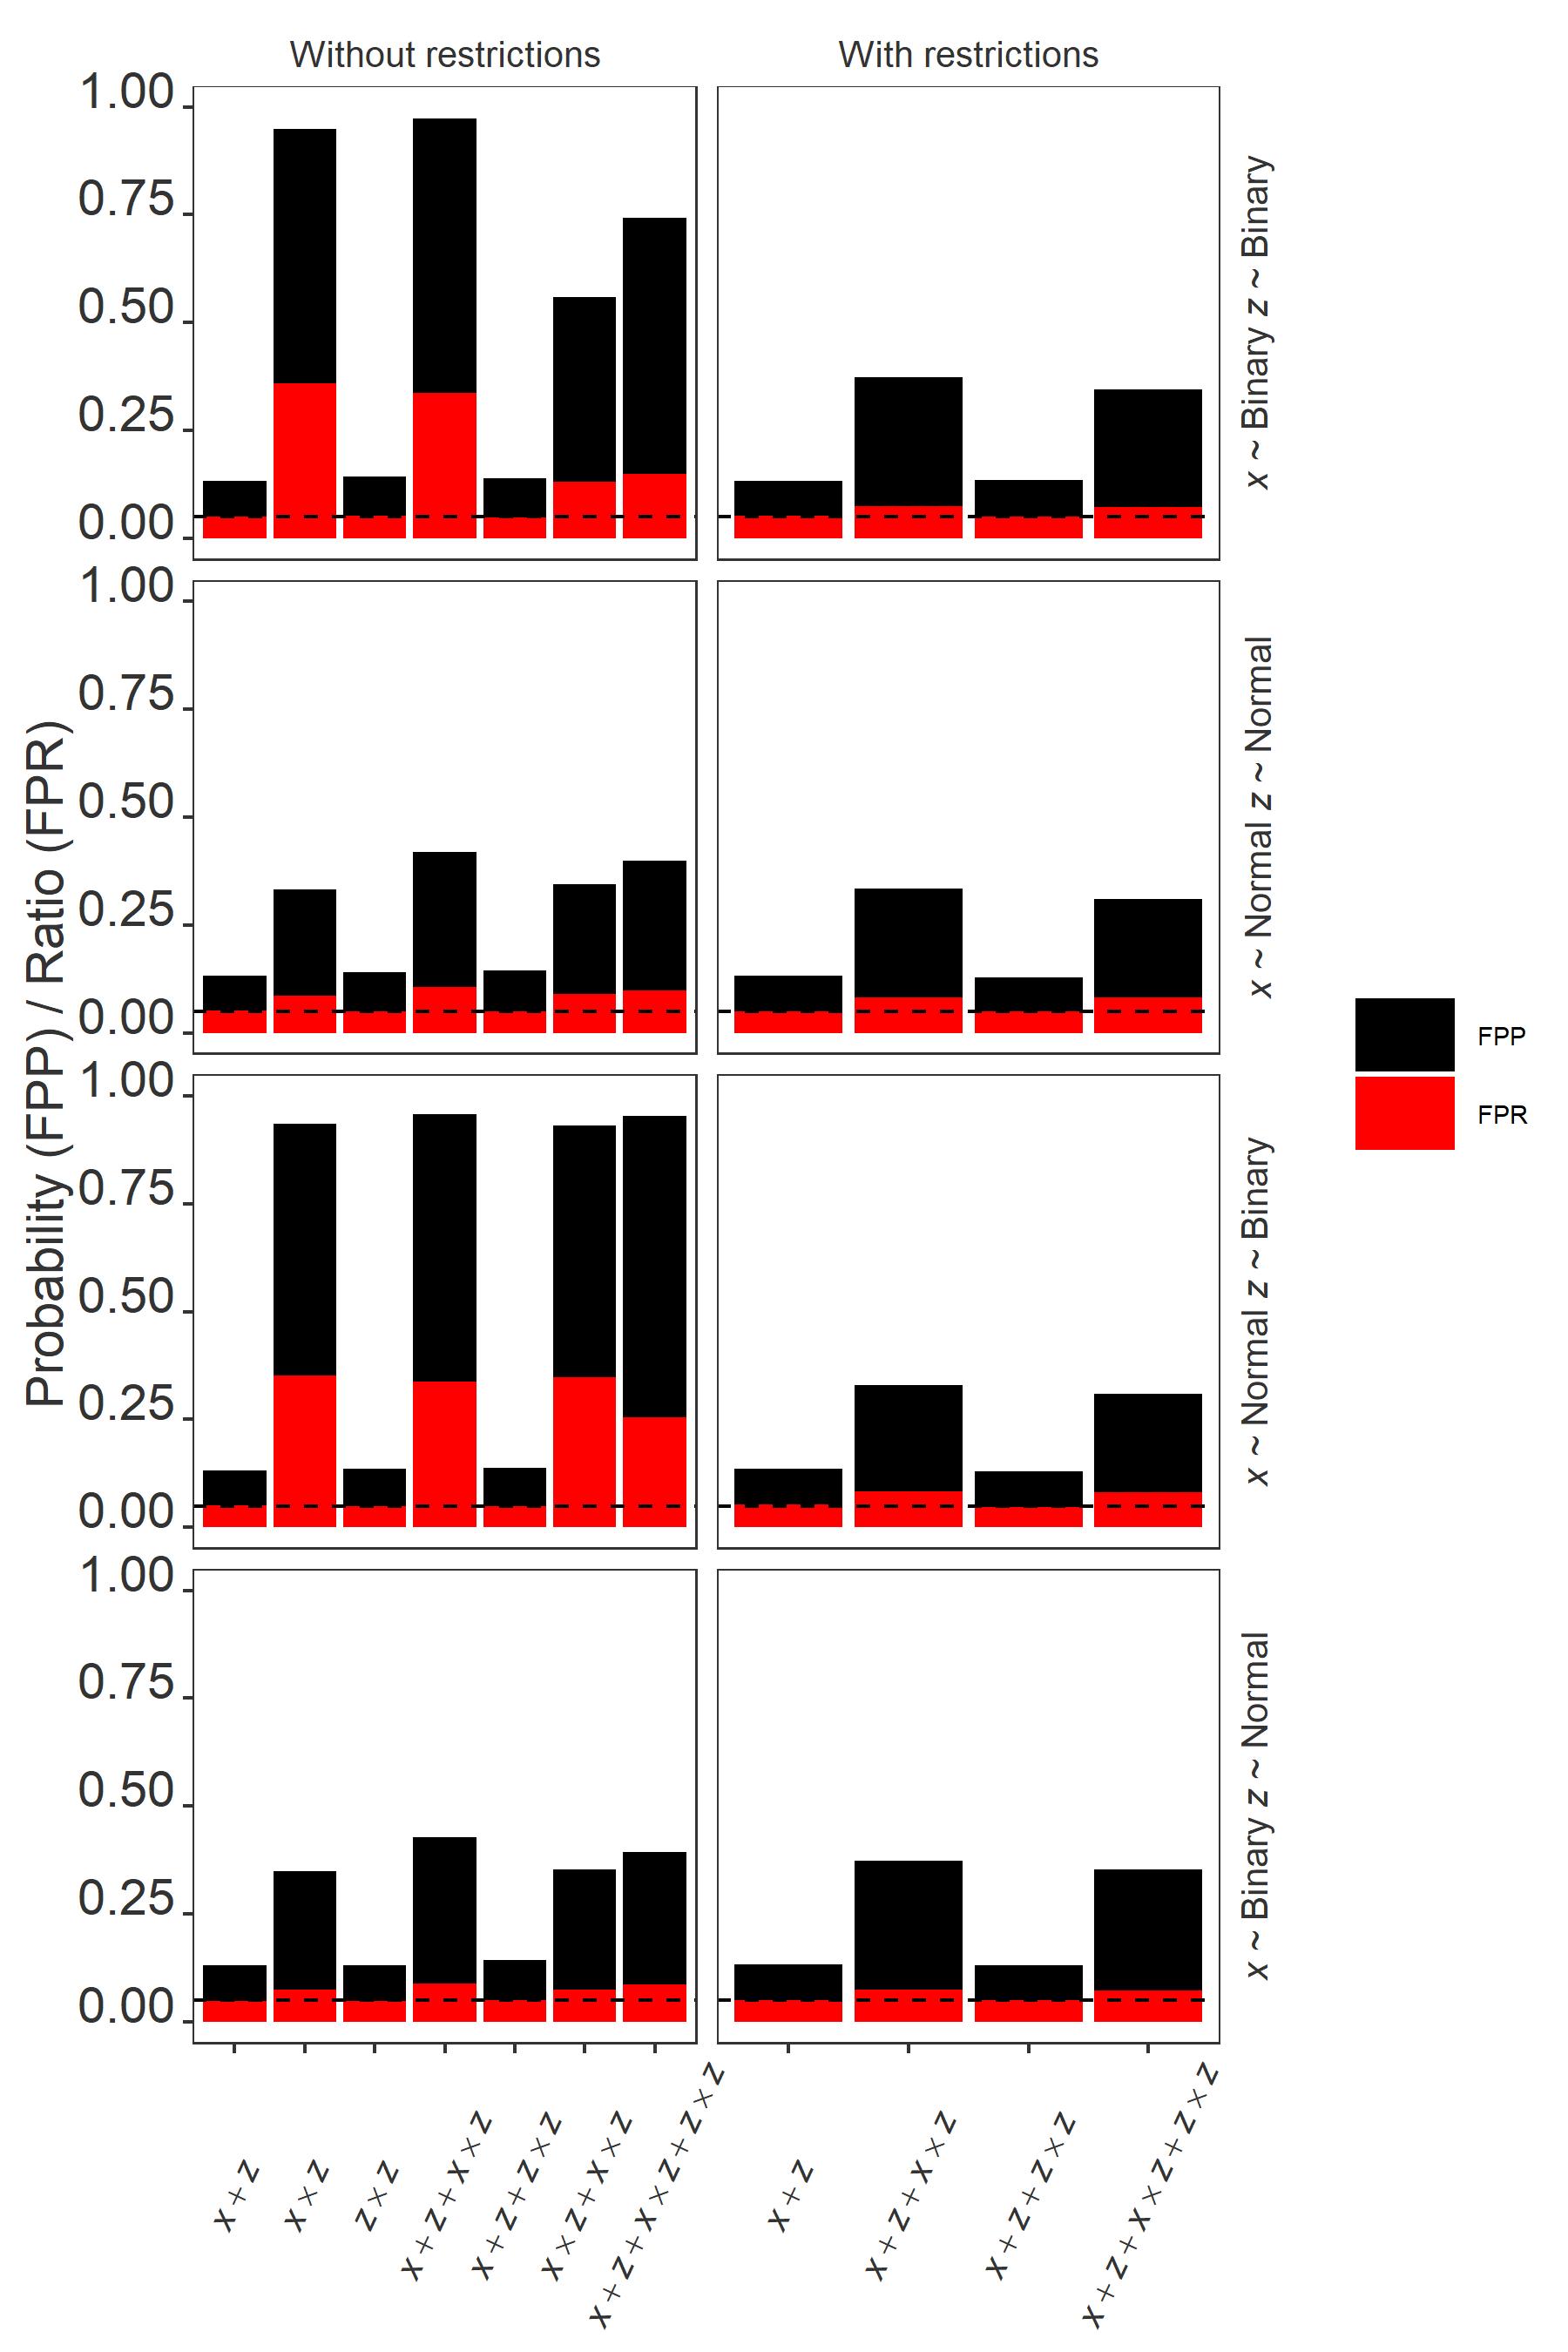 Without restrictions
With restrictions
1.00
0.75
0.50
0.25
0.00
x ~ Binary z ~ Binary
1.00
0.75
0.50
0.25
0.00
x ~ Normal z ~ Normal
1.00
0.75
0.50
0.25
0.00
x ~ Normal z ~ Binary
1.00
0.75
0.50
0.25
0.00
x ~ Binary z ~ Normal
Probability (FPP) / Ratio (FPR)
x + z
x × z
z × z
x + z + x × z
x + z + z × z
x × z + x × z
x + z + x × z + z × z
x + z
x + z + x × z
x + z + z × z
x + z + x × z + z × z
FPP
FPR